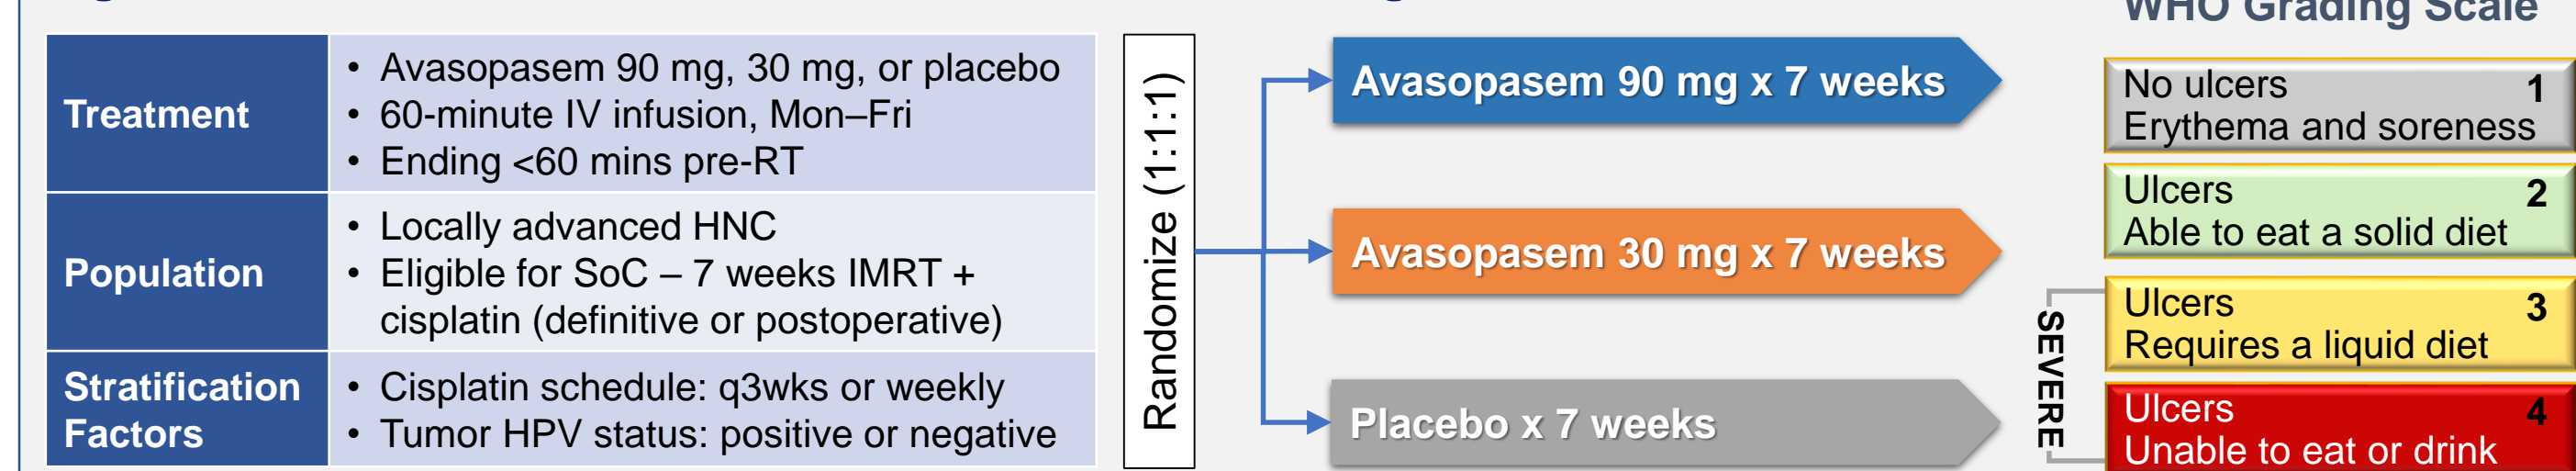 WHO Grading Scale
Treatment
• Avasopasem 90 mg, 30 mg, or placebo
• 60-minute IV infusion, Mon–Fri
• Ending <60 mins pre-RT
Population
• Locally advanced HNC
• Eligible for SoC – 7 weeks IMRT +
cisplatin (definitive or postoperative)
Stratification
Factors
• Cisplatin schedule: q3wks or weekly
• Tumor HPV status: positive or negative
Randomize (1:1:1)
Avasopasem 90 mg x 7 weeks
Avasopasem 30 mg x 7 weeks
Placebo x 7 weeks
No ulcers 1
Erythema and soreness
Ulcers 2
Able to eat a solid diet
SEVERE
Ulcers 3
Requires a liquid diet
Ulcers 4
Unable to eat or drink